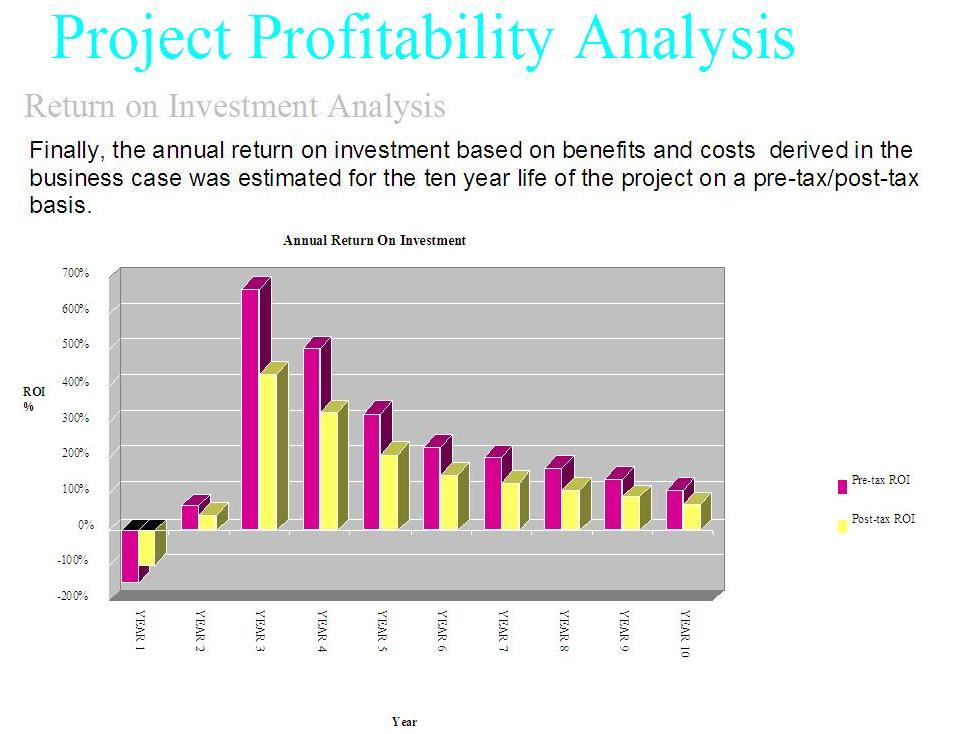 Project Profitability Analysis
Return on Investment Analysis
Finally, the annual return on investment based on benefits and costs  derived in the
business case was estimated for the ten year life of the project on a pre-tax/post-tax
basis.
Annual Return On Investment
700%
600%
500%
400%
300%
200%
100%
0%
-100%
-200%
ROI
%
YEAR 1
YEAR 2
YEAR 3
YEAR 4
YEAR 5
YEAR 6
YEAR 7
YEAR 8
YEAR 9
YEAR 10
Year
Pre-tax ROI
Post-tax ROI